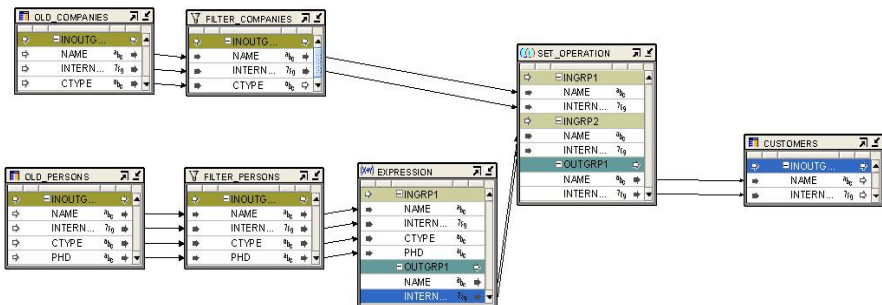 OLD_COMPANIES
INOUTG...
NAME
INTERN...
CTYPE
FILTER_COMPANIES
INOUTG...
NAME
INTERN...
CTYPE
SET_OPERATION
INGRP1
NAME
INTERN...
INGRP2
NAME
INTERN...
OUTGRP1
NAME
INTERN...
CUSTOMERS
INOUTG...
NAME
INTERN...
OLD_PERSONS
INOUTG...
NAME
INTERN...
CTYPE
PHD
FILTER_PERSONS
INOUTG...
NAME
INTERN...
CTYPE
PHD
EXPRESSION
INGRP1
NAME
INTERN...
CTYPE
PHD
OUTGRP1
NAME
INTERN...